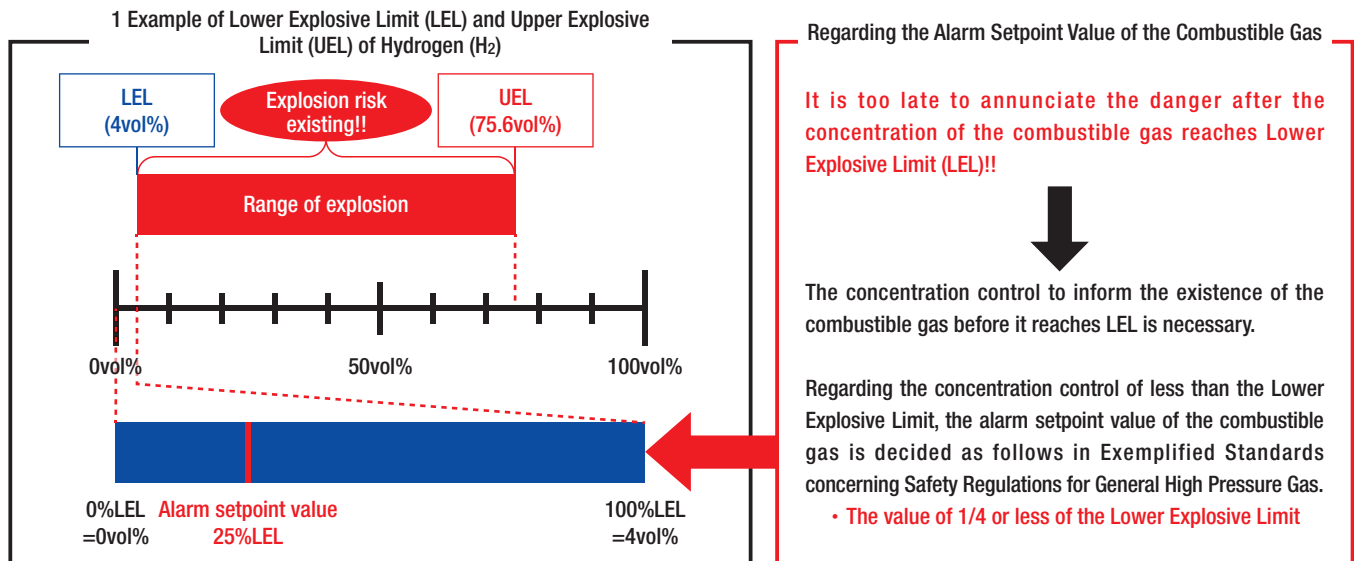 1 Example of Lower Explosive Limit (LEL) and Upper Explosive
Limit (UEL) of Hydrogen (H₂)
LEL
(4vol%)
Explosion risk
existing!!
UEL
(75.6vol%)
Range of explosion
0vol%
50vol%
100vol%
0%LEL
=0vol%
Alarm setpoint value
25%LEL
100%LEL
=4vol%
Regarding the Alarm Setpoint Value of the Combustible Gas
It is too late to annunciate the danger after the
concentration of the combustible gas reaches Lower
Explosive Limit (LEL)!!
The concentration control to inform the existence of the
combustible gas before it reaches LEL is necessary.
Regarding the concentration control of less than the Lower
Explosive Limit, the alarm setpoint value of the combustible
gas is decided as follows in Exemplified Standards
concerning Safety Regulations for General High Pressure Gas.
・The value of 1/4 or less of the Lower Explosive Limit